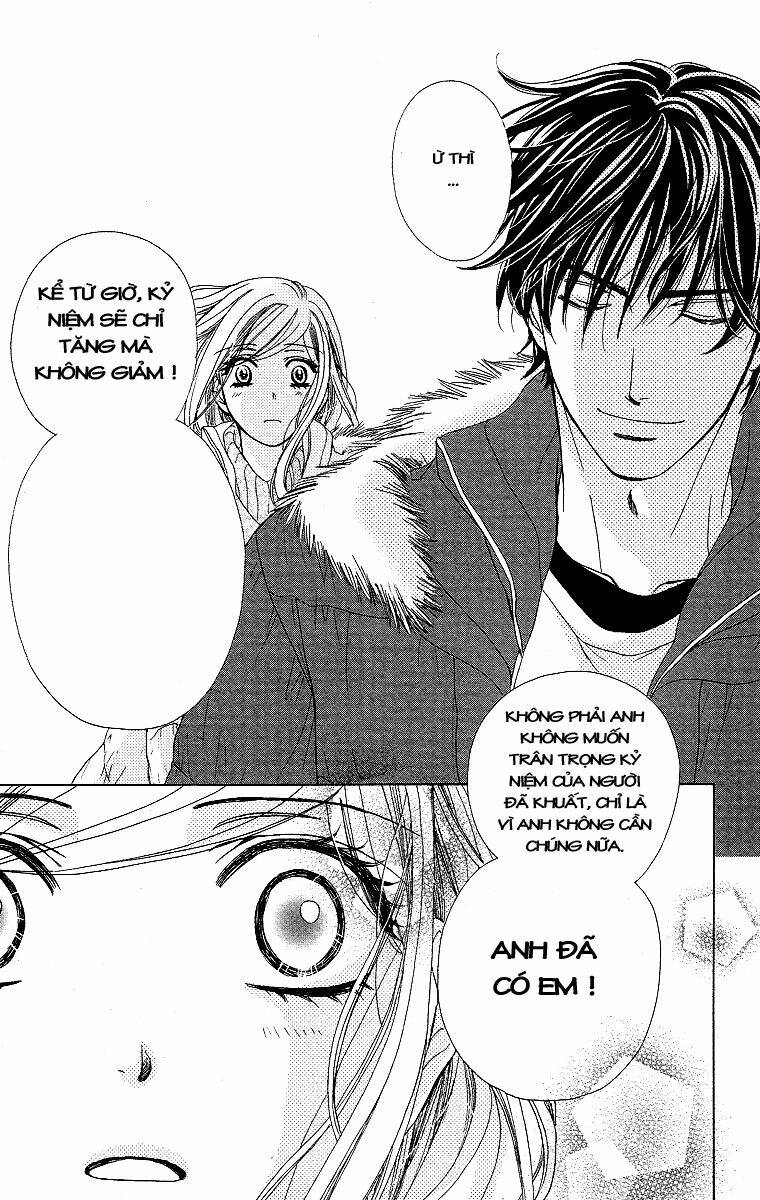 Ừ THÌ
...
KỂ TỪ GIỜ, KỶ
NIỆM SẼ CHỈ
TĂNG MÀ
KHÔNG GIẢM !
KHÔNG PHẢI ANH
KHÔNG MUỐN
TRÂN TRỌNG KỶ
NIỆM CỦA NGƯỜI
ĐÃ KHUẤT, CHỈ LÀ
VÌ ANH KHÔNG CẦN
CHÚNG NỮA.
ANH ĐÃ
CÓ EM !